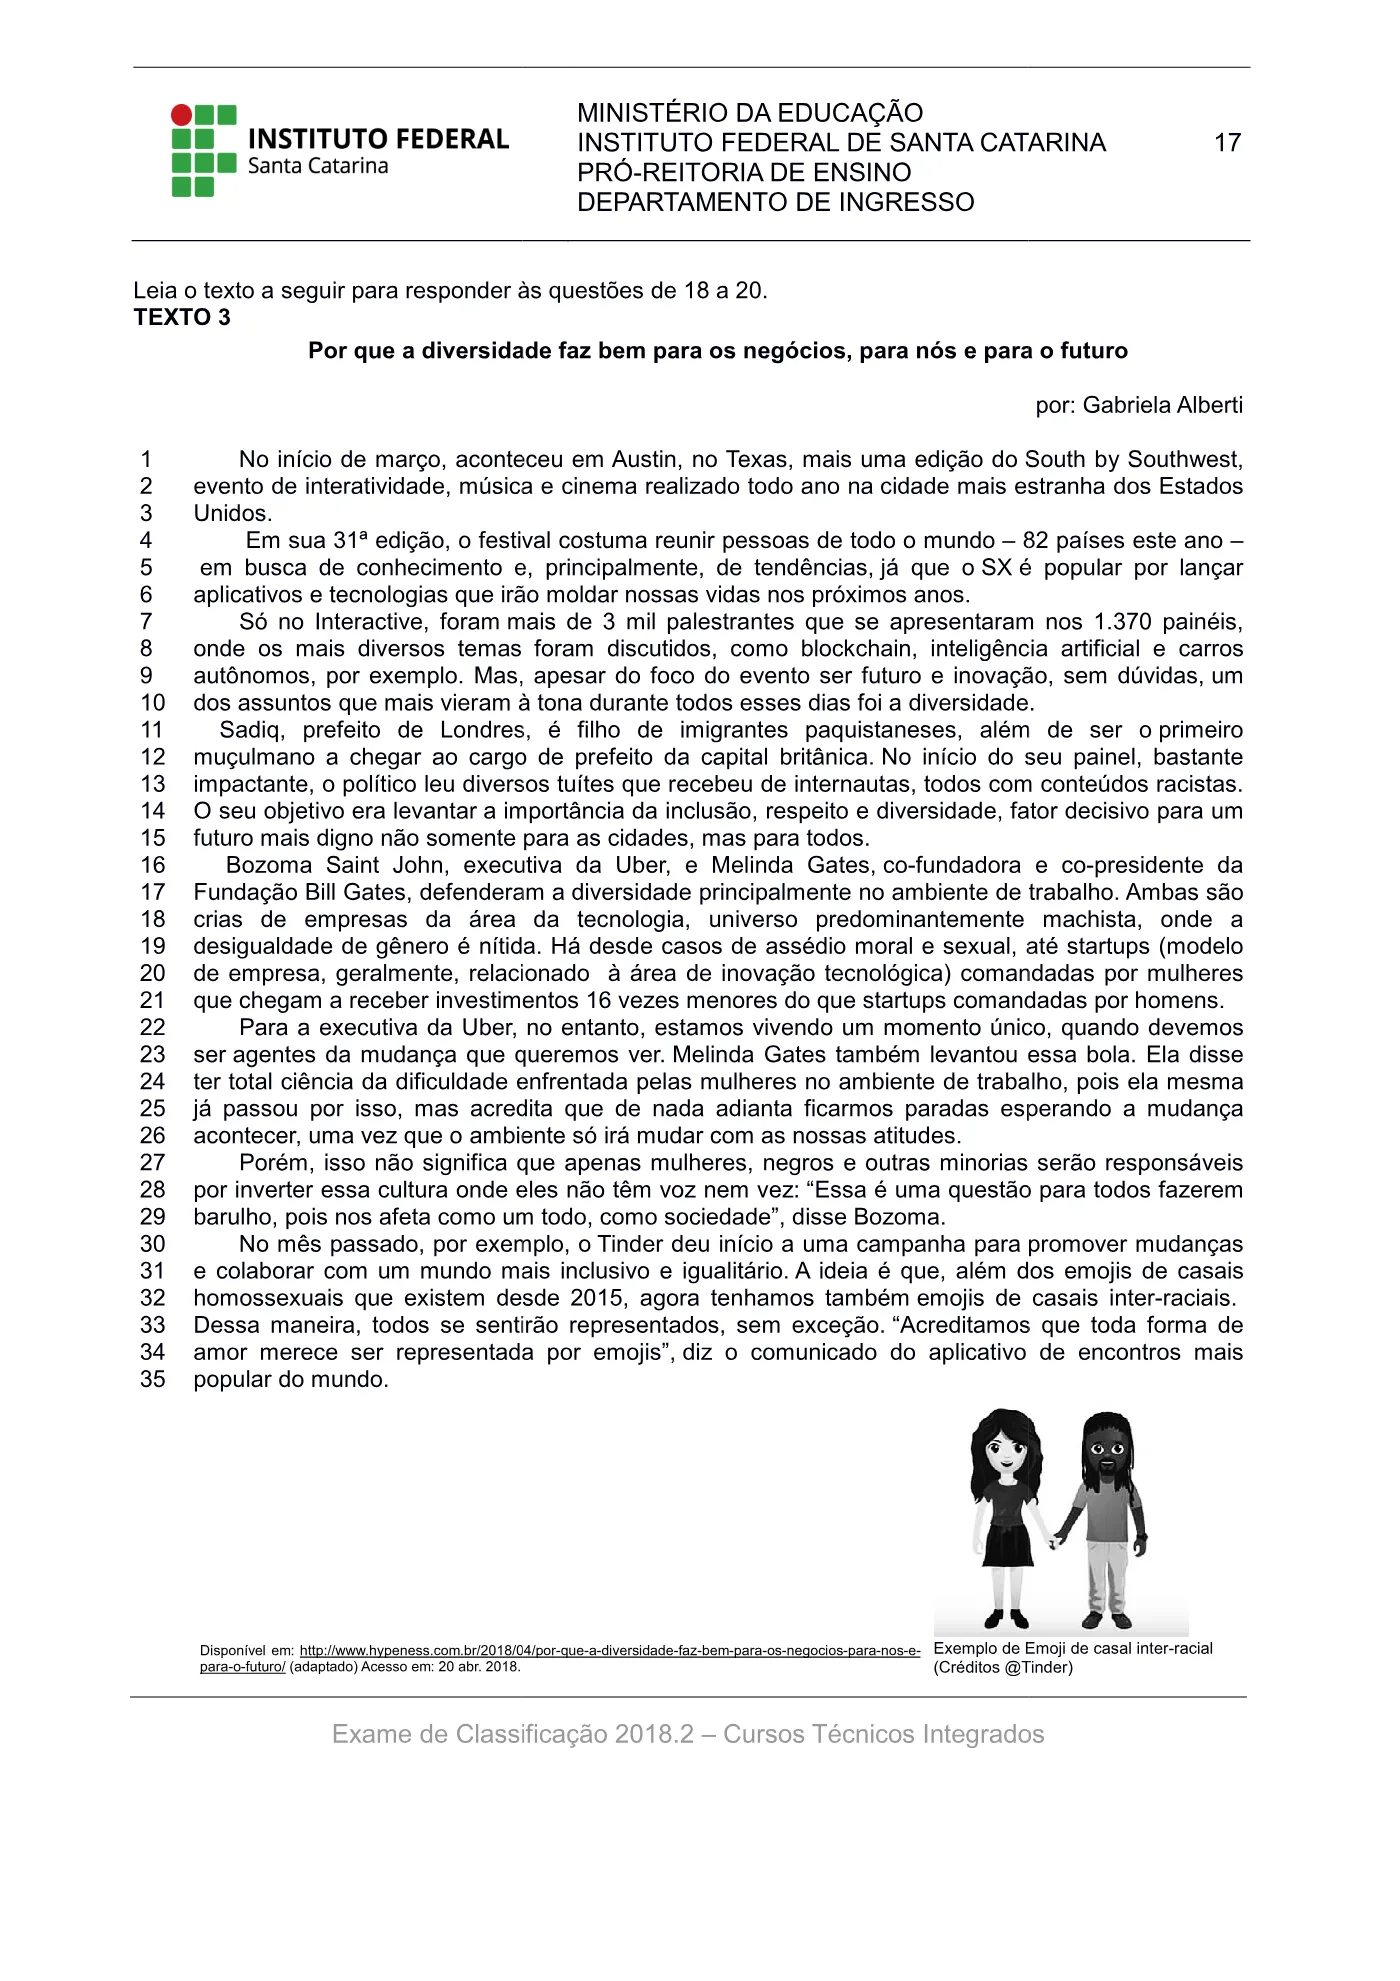 INSTITUTO FEDERAL
Santa Catarina
MINISTÉRIO DA EDUCAÇÃO
INSTITUTO FEDERAL DE SANTA CATARINA
17
PRÓ-REITORIA DE ENSINO
DEPARTAMENTO DE INGRESSO
Leia o texto a seguir para responder às questões de 18 a 20.
TEXTO 3
Por que a diversidade faz bem para os negócios, para nós e para o futuro
por: Gabriela Alberti
1 No início de março, aconteceu em Austin, no Texas, mais uma edição do South by Southwest,
2 evento de interatividade, música e cinema realizado todo ano na cidade mais estranha dos Estados
3 Unidos.
4 Em sua 31ª edição, o festival costuma reunir pessoas de todo o mundo – 82 países este ano –
5 em busca de conhecimento e, principalmente, de tendências, já que o SX é popular por lançar
6 aplicativos e tecnologias que irão moldar nossas vidas nos próximos anos.
7 Só no Interactive, foram mais de 3 mil palestrantes que se apresentaram nos 1.370 painéis,
8 onde os mais diversos temas foram discutidos, como blockchain, inteligência artificial e carros
9 autônomos, por exemplo. Mas, apesar do foco do evento ser futuro e inovação, sem dúvidas, um
10 dos assuntos que mais vieram à tona durante todos esses dias foi a diversidade.
11 Sadiq, prefeito de Londres, é filho de imigrantes paquistaneses, além de ser o primeiro
12 muçulmano a chegar ao cargo de prefeito da capital britânica. No início do seu painel, bastante
13 impactante, o político leu diversos tuítes que recebeu de internautas, todos com conteúdos racistas.
14 O seu objetivo era levantar a importância da inclusão, respeito e diversidade, fator decisivo para um
15 futuro mais digno não somente para as cidades, mas para todos.
16 Bozoma Saint John, executiva da Uber, e Melinda Gates, co-fundadora e co-presidente da
17 Fundação Bill Gates, defenderam a diversidade principalmente no ambiente de trabalho. Ambas são
18 crias de empresas da área da tecnologia, universo predominantemente machista, onde a
19 desigualdade de gênero é nítida. Há desde casos de assédio moral e sexual, até startups (modelo
20 de empresa, geralmente, relacionado à área de inovação tecnológica) comandadas por mulheres
21 que chegam a receber investimentos 16 vezes menores do que startups comandadas por homens.
22 Para a executiva da Uber, no entanto, estamos vivendo um momento único, quando devemos
23 ser agentes da mudança que queremos ver. Melinda Gates também levantou essa bola. Ela disse
24 ter total ciência da dificuldade enfrentada pelas mulheres no ambiente de trabalho, pois ela mesma
25 já passou por isso, mas acredita que de nada adianta ficarmos paradas esperando a mudança
26 acontecer, uma vez que o ambiente só irá mudar com as nossas atitudes.
27 Porém, isso não significa que apenas mulheres, negros e outras minorias serão responsáveis
28 por inverter essa cultura onde eles não têm voz nem vez: “Essa é uma questão para todos fazerem
29 barulho, pois nos afeta como um todo, como sociedade”, disse Bozoma.
30 No mês passado, por exemplo, o Tinder deu início a uma campanha para promover mudanças
31 e colaborar com um mundo mais inclusivo e igualitário. A ideia é que, além dos emojis de casais
32 homossexuais que existem desde 2015, agora tenhamos também emojis de casais inter-raciais.
33 Dessa maneira, todos se sentirão representados, sem exceção. “Acreditamos que toda forma de
34 amor merece ser representada por emojis”, diz o comunicado do aplicativo de encontros mais
35 popular do mundo.
Disponível em: http://www.hypeness.com.br/2018/04/por-que-a-diversidade-faz-bem-para-os-negocios-para-nos-e-
para-o-futuro/ (adaptado) Acesso em: 20 abr. 2018.
Exemplo de Emoji de casal inter-racial
(Créditos @Tinder)
Exame de Classificação 2018.2 – Cursos Técnicos Integrados